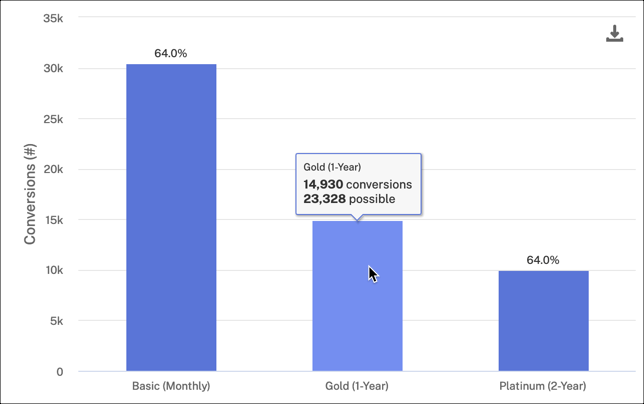 35k
64.0%
30k
25k
20k
15k
10k
5k
0
Conversions (#)
Gold (1-Year)
14,930 conversions
23,328 possible
64.0%
Basic (Monthly)
Gold (1-Year)
Platinum (2-Year)